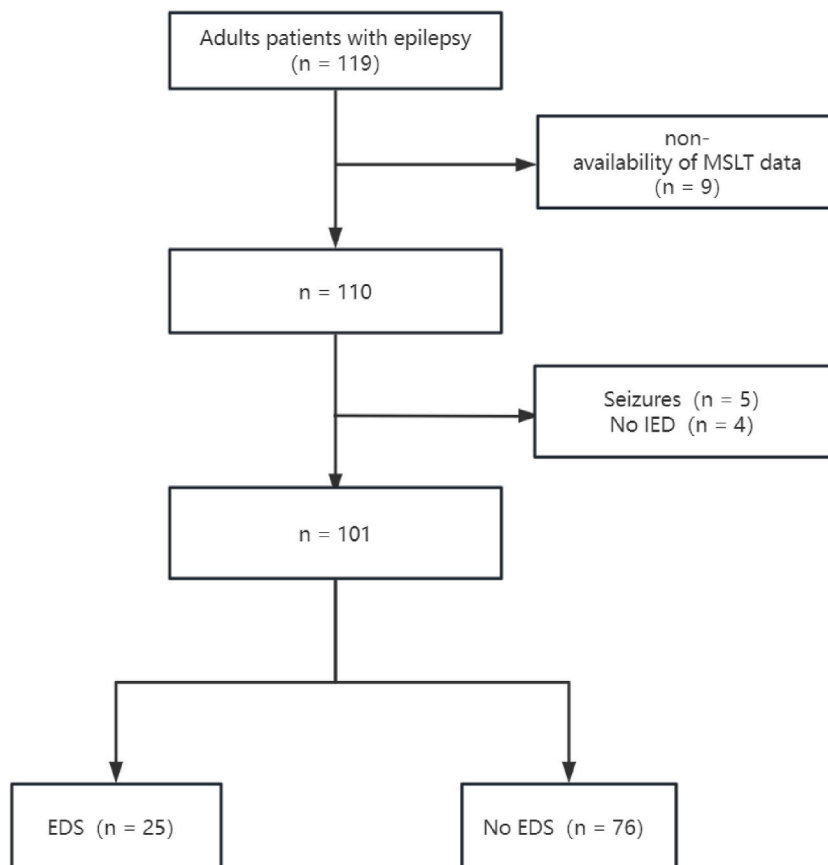 Adults patients with epilepsy
(n = 119)
non-
availability of MSLT data
(n = 9)
n = 110
Seizures (n = 5)
No IED (n = 4)
n = 101
EDS (n = 25)
No EDS (n = 76)